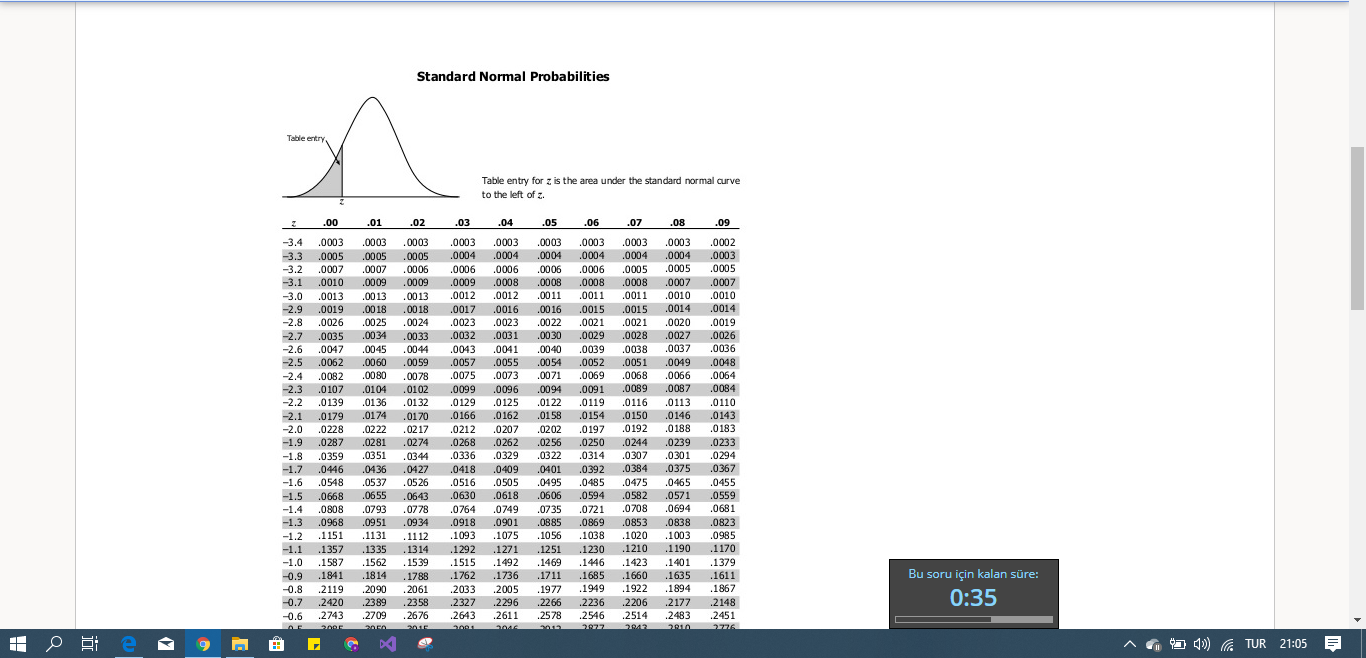 Standard Normal Probabilities
Table entry
z
Table entry for z is the area under the standard normal curve
to the left of z.
z .00 .01 .02 .03 .04 .05 .06 .07 .08 .09
−3.4 .0003 .0003 .0003 .0003 .0003 .0003 .0003 .0003 .0003 .0002
−3.3 .0005 .0005 .0005 .0004 .0004 .0004 .0004 .0004 .0004 .0003
−3.2 .0007 .0007 .0006 .0006 .0006 .0006 .0006 .0005 .0005 .0005
−3.1 .0010 .0009 .0009 .0009 .0008 .0008 .0008 .0008 .0007 .0007
−3.0 .0013 .0013 .0013 .0012 .0012 .0011 .0011 .0011 .0010 .0010
−2.9 .0019 .0018 .0018 .0017 .0016 .0016 .0015 .0015 .0014 .0014
−2.8 .0026 .0025 .0024 .0023 .0023 .0022 .0021 .0021 .0020 .0019
−2.7 .0035 .0034 .0033 .0032 .0031 .0030 .0029 .0028 .0027 .0026
−2.6 .0047 .0045 .0044 .0043 .0041 .0040 .0039 .0038 .0037 .0036
−2.5 .0062 .0060 .0059 .0057 .0055 .0054 .0052 .0051 .0049 .0048
−2.4 .0082 .0080 .0078 .0075 .0073 .0071 .0069 .0068 .0066 .0064
−2.3 .0107 .0104 .0102 .0099 .0096 .0094 .0091 .0089 .0087 .0084
−2.2 .0139 .0136 .0132 .0129 .0125 .0122 .0119 .0116 .0113 .0110
−2.1 .0179 .0174 .0170 .0166 .0162 .0158 .0154 .0150 .0146 .0143
−2.0 .0228 .0222 .0217 .0212 .0207 .0202 .0197 .0192 .0188 .0183
−1.9 .0287 .0281 .0274 .0268 .0262 .0256 .0250 .0244 .0239 .0233
−1.8 .0359 .0351 .0344 .0336 .0329 .0322 .0314 .0307 .0301 .0294
−1.7 .0446 .0436 .0427 .0418 .0409 .0401 .0392 .0384 .0375 .0367
−1.6 .0548 .0537 .0526 .0516 .0505 .0495 .0485 .0475 .0465 .0455
−1.5 .0668 .0655 .0643 .0630 .0618 .0606 .0594 .0582 .0571 .0559
−1.4 .0808 .0793 .0778 .0764 .0749 .0735 .0721 .0708 .0694 .0681
−1.3 .0968 .0951 .0934 .0918 .0901 .0885 .0869 .0853 .0838 .0823
−1.2 .1151 .1131 .1112 .1093 .1075 .1056 .1038 .1020 .1003 .0985
−1.1 .1357 .1335 .1314 .1292 .1271 .1251 .1230 .1210 .1190 .1170
−1.0 .1587 .1562 .1539 .1515 .1492 .1469 .1446 .1423 .1401 .1379
−0.9 .1841 .1814 .1788 .1762 .1736 .1711 .1685 .1660 .1635 .1611
−0.8 .2119 .2090 .2061 .2033 .2005 .1977 .1949 .1922 .1894 .1867
−0.7 .2420 .2389 .2358 .2327 .2296 .2266 .2236 .2206 .2177 .2148
−0.6 .2743 .2709 .2676 .2643 .2611 .2578 .2546 .2514 .2483 .2451
Bu soru için kalan süre:
0:35
TUR 21:05